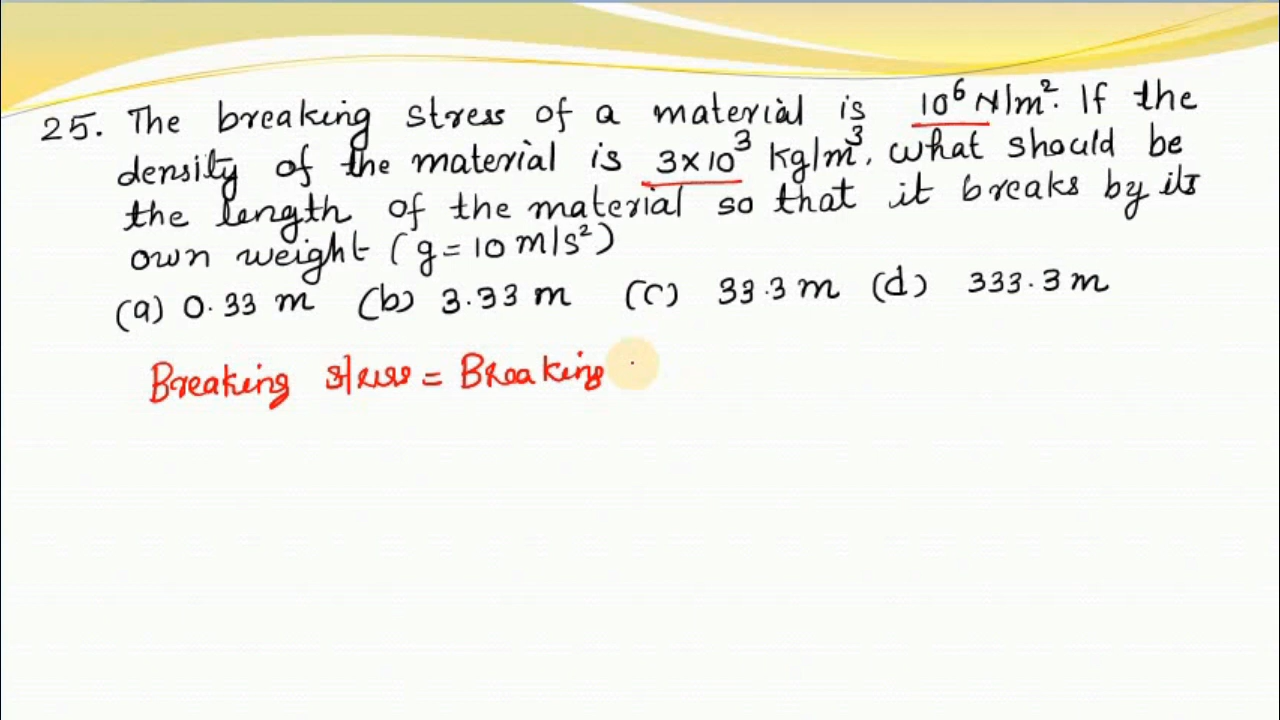 25. The breaking stress of a material is 10⁶ N/m². If the
density of the material is 3×10³ kg/m³, what should be
the length of the material so that it breaks by its
own weight (g = 10 m/s²)
(a) 0.33 m (b) 3.33 m (c) 33.3 m (d) 333.3 m
Breaking stress = Breaking